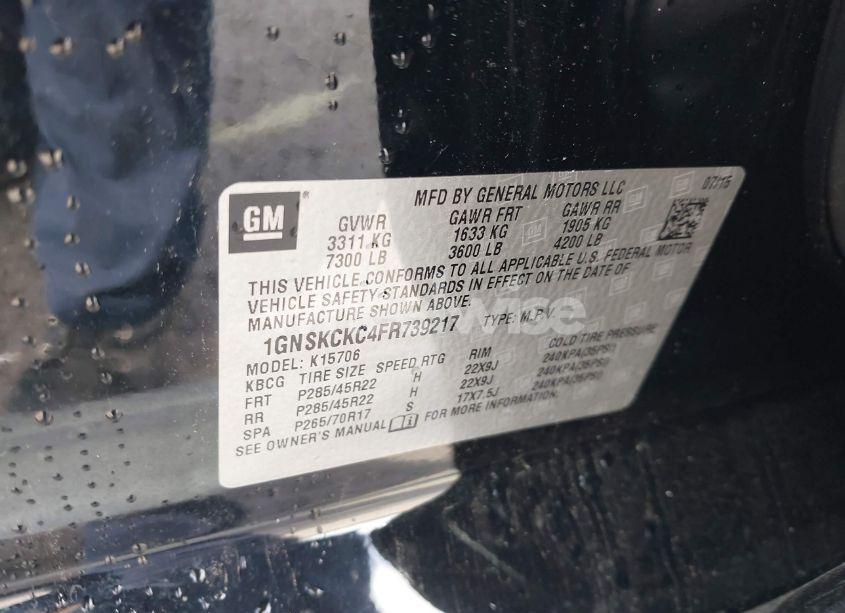 GM
MFD BY GENERAL MOTORS LLC 07/15
GVWR GAWR FRT GAWR RR
3311 KG 1633 KG 1905 KG
7300 LB 3600 LB 4200 LB
THIS VEHICLE CONFORMS TO ALL APPLICABLE U.S. FEDERAL MOTOR
VEHICLE SAFETY STANDARDS IN EFFECT ON THE DATE OF
MANUFACTURE SHOWN ABOVE.
1GNSKCKC4FR739217 TYPE: M.P.V.
MODEL: K15706
KBCG TIRE SIZE SPEED RTG RIM COLD TIRE PRESSURE
FRT P285/45R22 H 22X9J 240KPA(35PSI)
RR P285/45R22 H 22X9J 240KPA(35PSI)
SPA P265/70R17 S 17X7.5J 240KPA(35PSI)
SEE OWNER'S MANUAL FOR MORE INFORMATION.